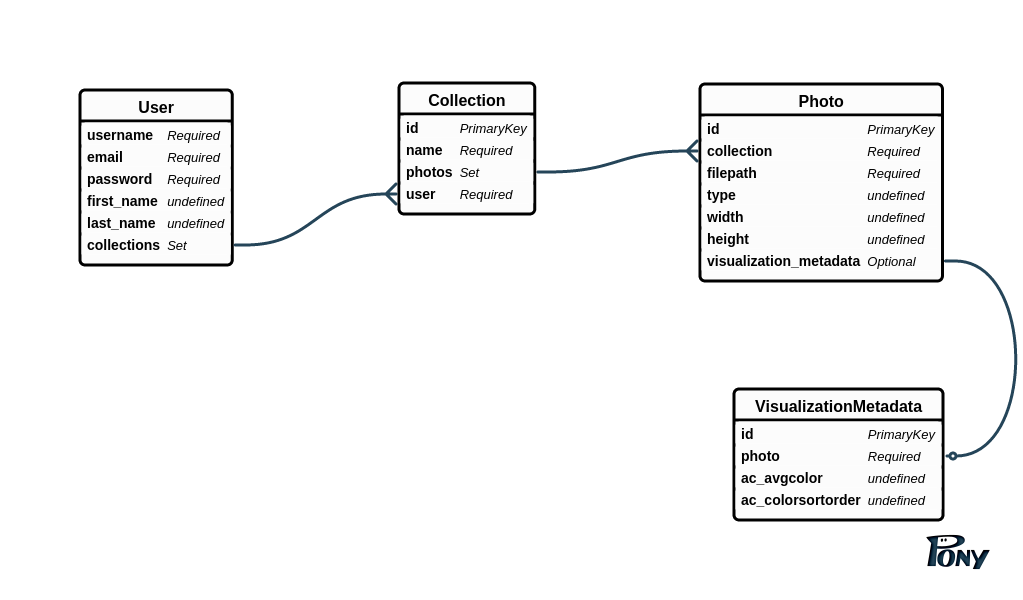 User
username Required
email Required
password Required
first_name undefined
last_name undefined
collections Set
Collection
id PrimaryKey
name Required
photos Set
user Required
Photo
id PrimaryKey
collection Required
filepath Required
type undefined
width undefined
height undefined
visualization_metadata Optional
VisualizationMetadata
id PrimaryKey
photo Required
ac_avgcolor undefined
ac_colorsortorder undefined
PONY